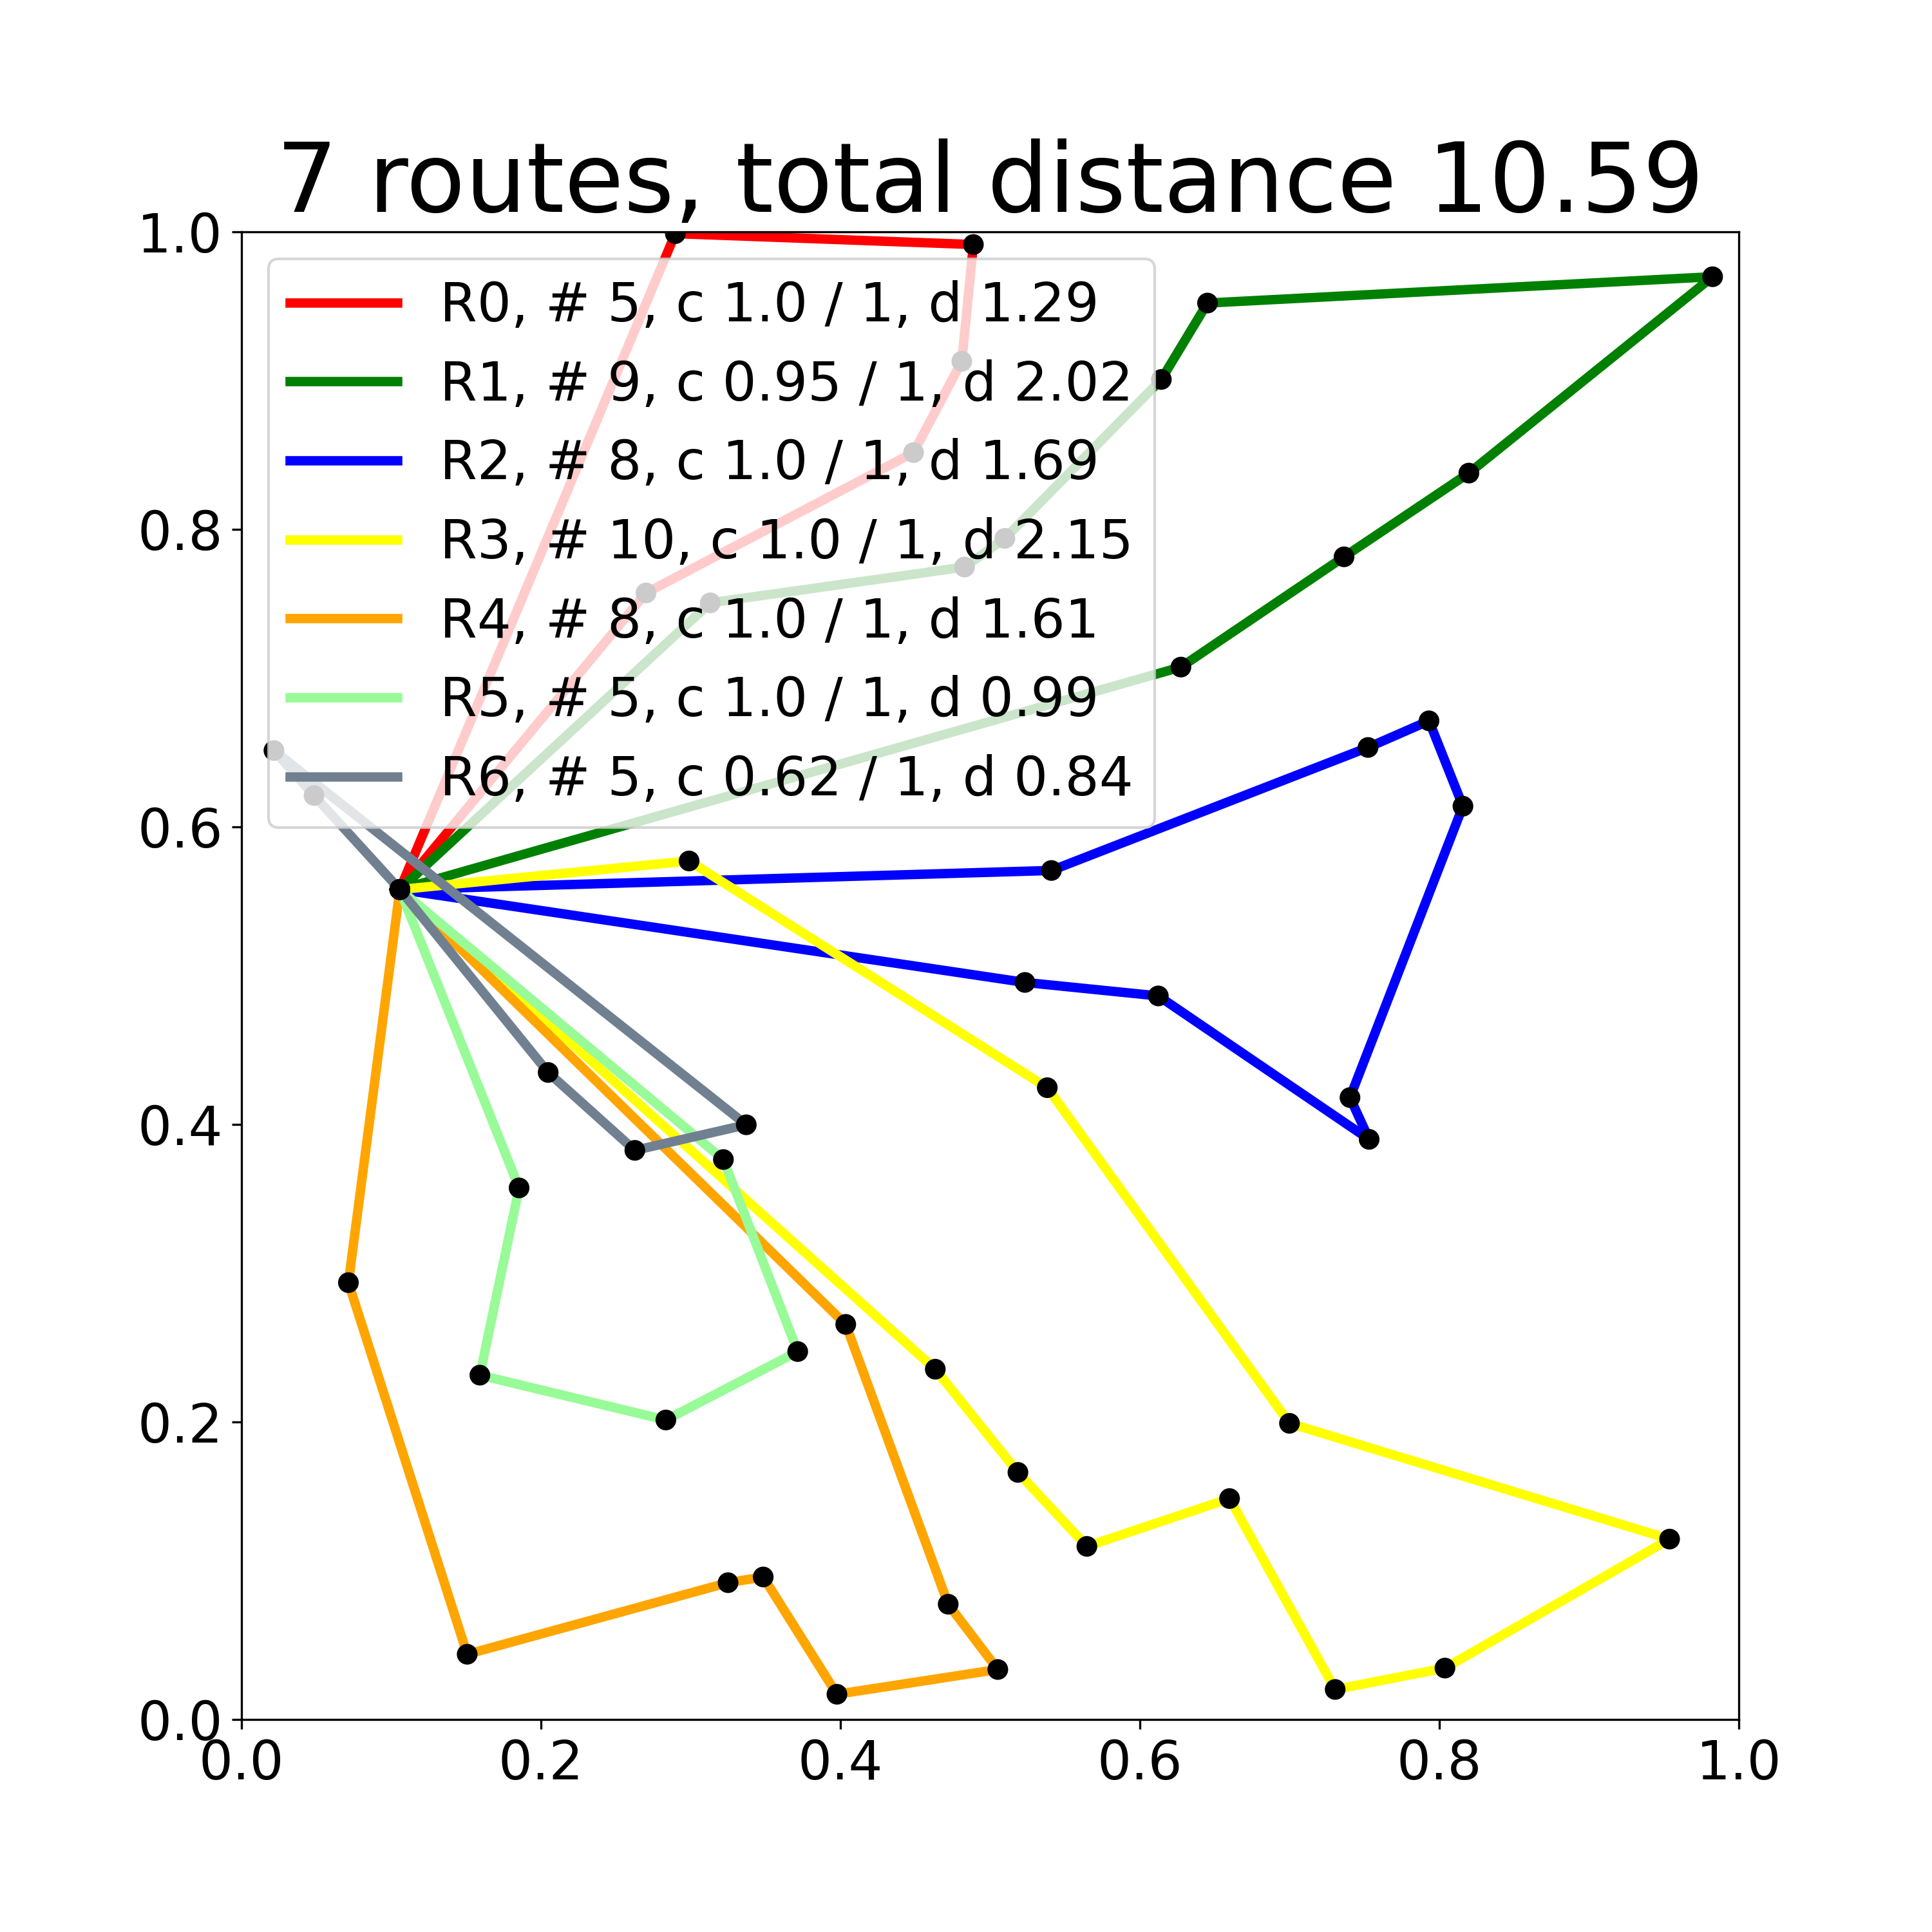 7 routes, total distance 10.59
1.0
0.8
0.6
0.4
0.2
0.0
R0, # 5, c 1.0 / 1, d 1.29
R1, # 9, c 0.95 / 1, d 2.02
R2, # 8, c 1.0 / 1, d 1.69
R3, # 10, c 1.0 / 1, d 2.15
R4, # 8, c 1.0 / 1, d 1.61
R5, # 5, c 1.0 / 1, d 0.99
R6, # 5, c 0.62 / 1, d 0.84
0.0 0.2 0.4 0.6 0.8 1.0